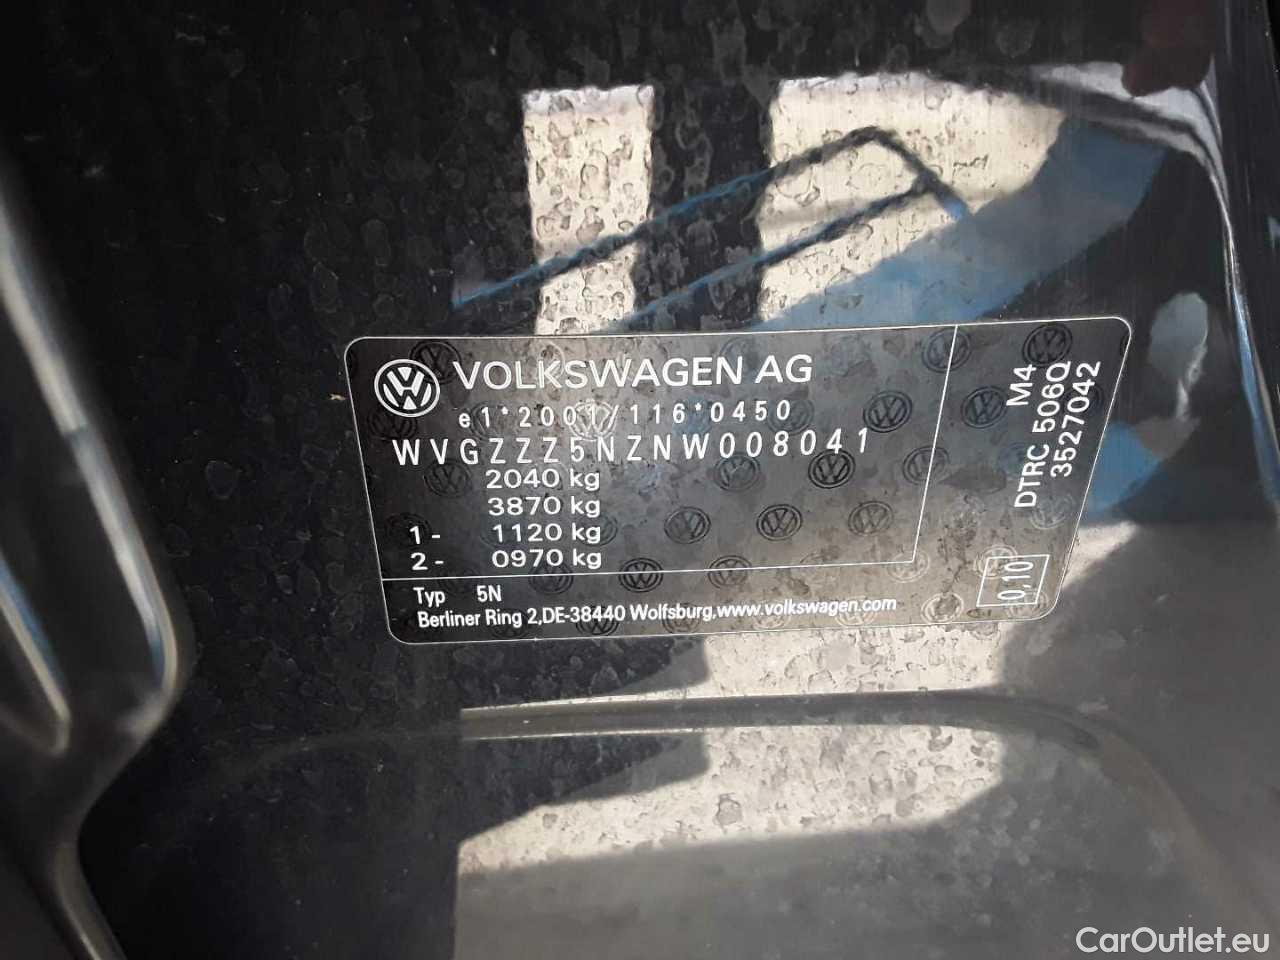 VOLKSWAGEN AG
e1*2001/116*0450
WVGZZZ5NZNW008041
2040 kg
3870 kg
1- 1120 kg
2- 0970 kg
Typ 5N
Berliner Ring 2,DE-38440 Wolfsburg,www.volkswagen.com
M4
DTRC 506Q
3527042
0,10
CarOutlet.eu